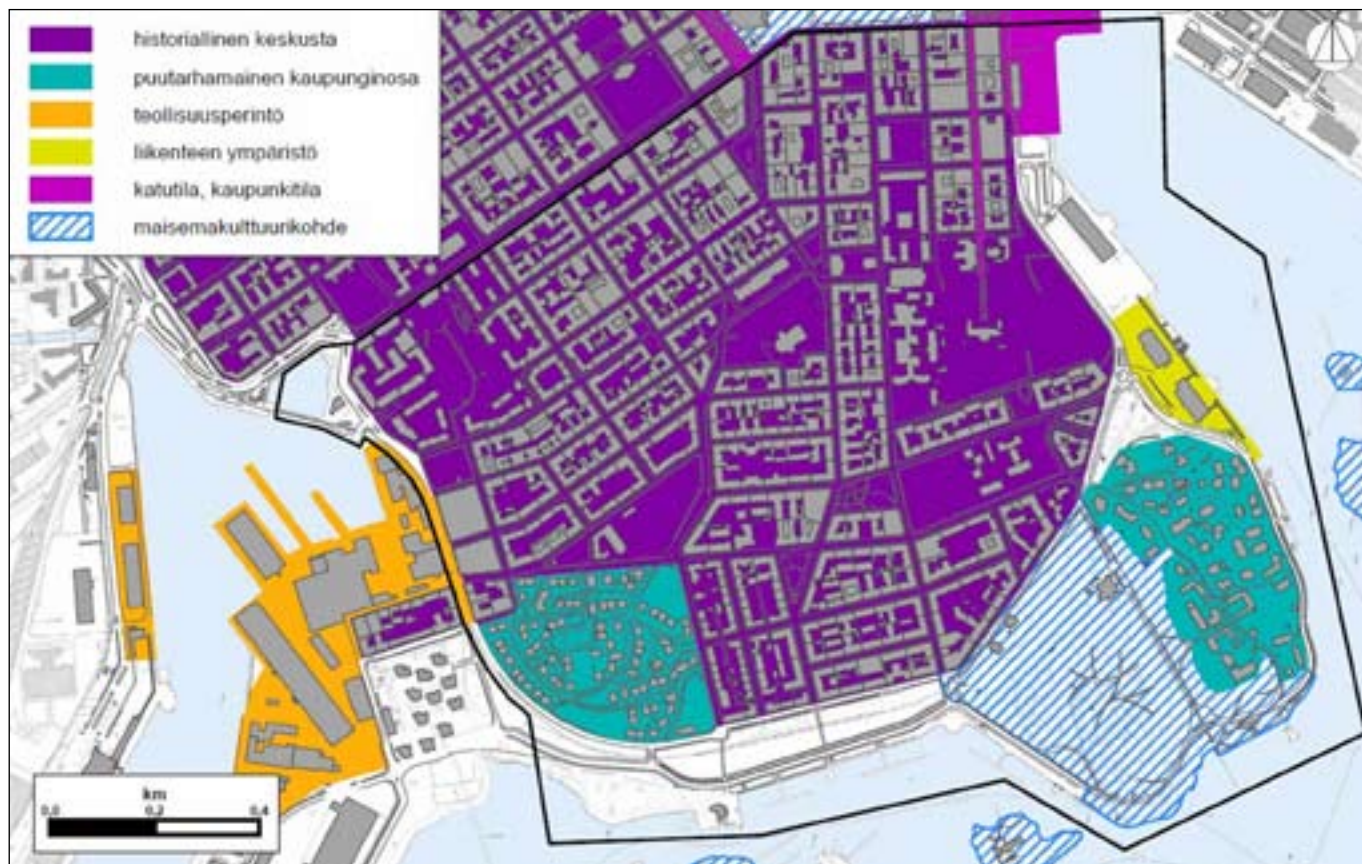 historiallinen keskusta
puutarhamainen kaupunginosa
teollisuusperintö
liikenteen ympäristö
katutila, kaupunkitila
maisemakulttuurikohde
km
0,0 0,2 0,4